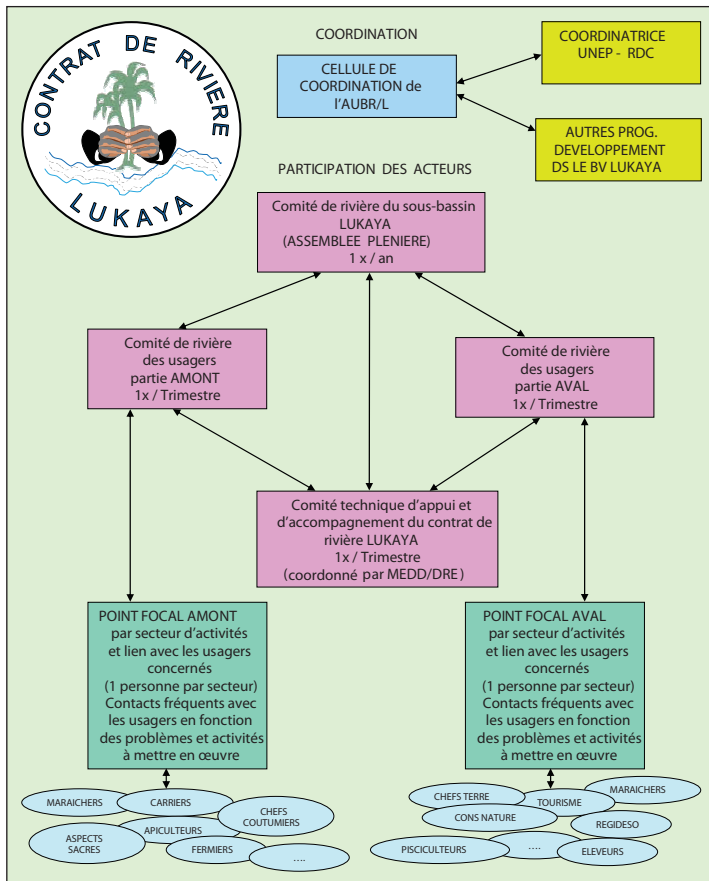 CONTRAT DE RIVIERE
LUKAYA
COORDINATION
CELLULE DE
COORDINATION de
l'AUBR/L
COORDINATRICE
UNEP - RDC
AUTRES PROG.
DEVELOPPEMENT
DS LE BV LUKAYA
PARTICIPATION DES ACTEURS
Comité de rivière du sous-bassin
LUKAYA
(ASSEMBLEE PLENIERE)
1 x / an
Comité de rivière
des usagers
partie AMONT
1x / Trimestre
Comité de rivière
des usagers
partie AVAL
1x / Trimestre
Comité technique d'appui et
d'accompagnement du contrat de
rivière LUKAYA
1x / Trimestre
(coordonné par MEDD/DRE)
POINT FOCAL AMONT
par secteur d'activités
et lien avec les usagers
concernés
(1 personne par secteur)
Contacts fréquents avec
les usagers en fonction
des problèmes et activités
à mettre en œuvre
POINT FOCAL AVAL
par secteur d'activités
et lien avec les usagers
concernés
(1 personne par secteur)
Contacts fréquents avec
les usagers en fonction
des problèmes et activités
à mettre en œuvre
MARAICHERS
CARRIERS
CHEFS
COUTUMIERS
APICULTEURS
ASPECTS
SACRES
FERMIERS
....
CHEFS TERRE
TOURISME
MARAICHERS
CONS NATURE
REGIDESO
PISCICULTEURS
....
ELEVEURS